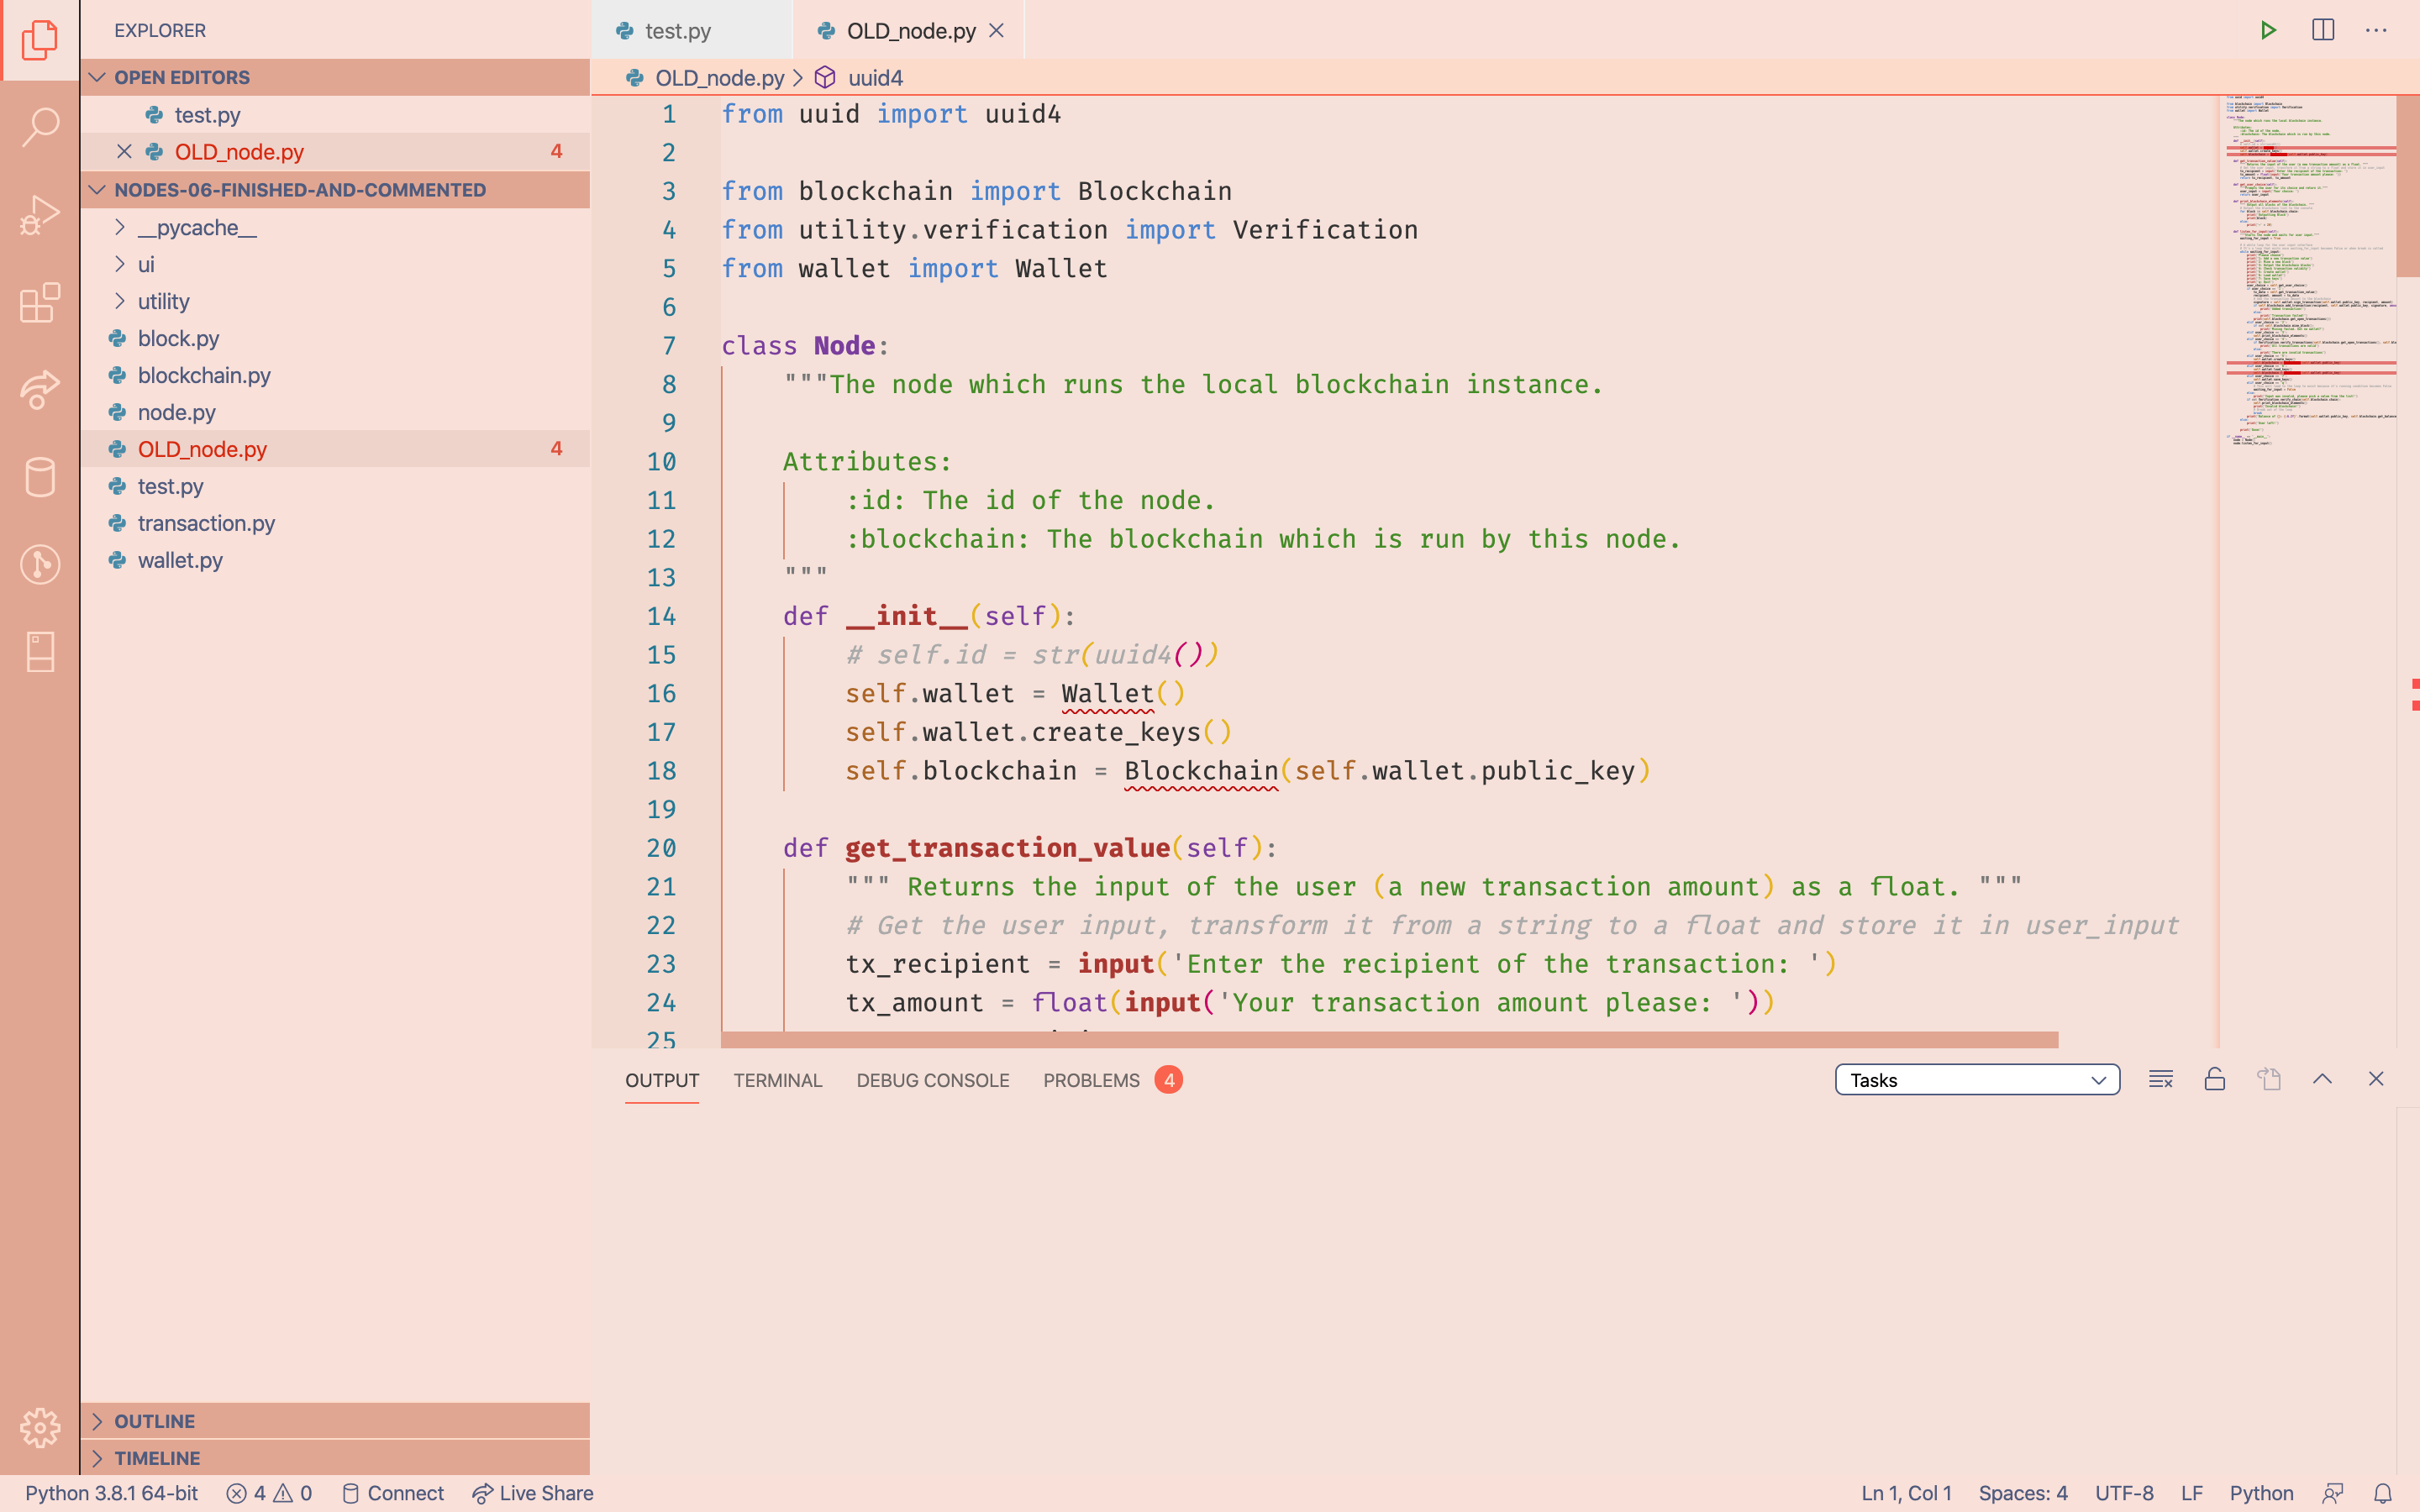 EXPLORER
OPEN EDITORS
test.py
OLD_node.py 4
NODES-06-FINISHED-AND-COMMENTED
__pycache__
ui
utility
block.py
blockchain.py
node.py
OLD_node.py 4
test.py
transaction.py
wallet.py
OUTLINE
TIMELINE
test.py OLD_node.py
OLD_node.py uuid4
1 from uuid import uuid4
2
3 from blockchain import Blockchain
4 from utility.verification import Verification
5 from wallet import Wallet
6
7 class Node:
8 """The node which runs the local blockchain instance.
9
10 Attributes:
11 :id: The id of the node.
12 :blockchain: The blockchain which is run by this node.
13 """
14 def __init__(self):
15 # self.id = str(uuid4())
16 self.wallet = Wallet()
17 self.wallet.create_keys()
18 self.blockchain = Blockchain(self.wallet.public_key)
19
20 def get_transaction_value(self):
21 """ Returns the input of the user (a new transaction amount) as a float. """
22 # Get the user input, transform it from a string to a float and store it in user_input
23 tx_recipient = input('Enter the recipient of the transaction: ')
24 tx_amount = float(input('Your transaction amount please: '))
25
OUTPUT TERMINAL DEBUG CONSOLE PROBLEMS 4 Tasks
Python 3.8.1 64-bit 4 0 Connect Live Share Ln 1, Col 1 Spaces: 4 UTF-8 LF Python